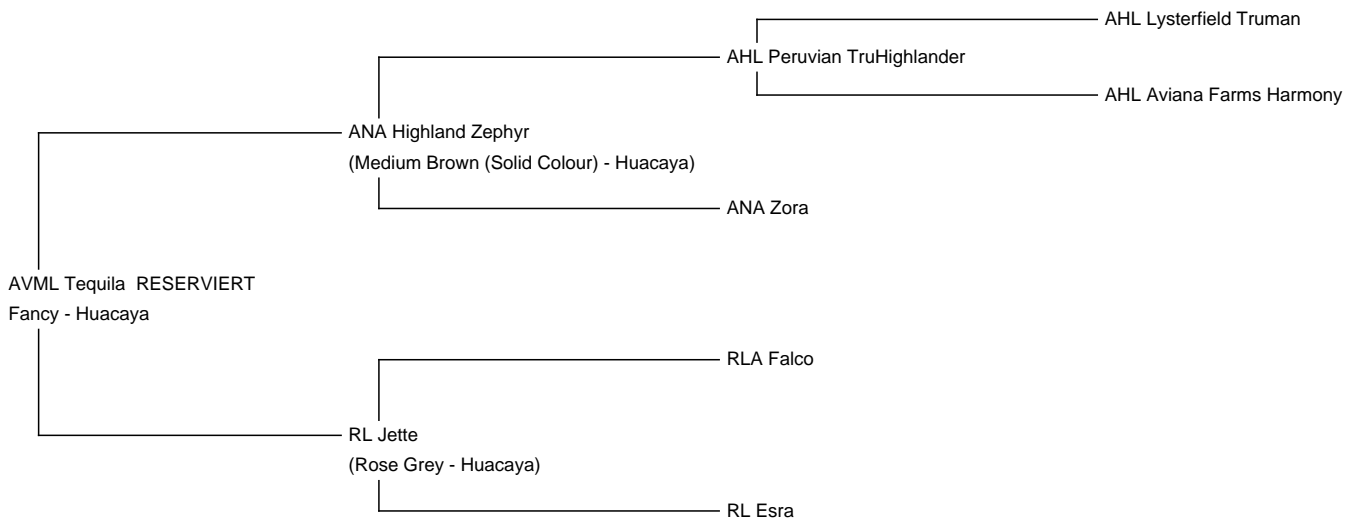 AHL Lysterfield Truman
AHL Peruvian TruHighlander
AHL Aviana Farms Harmony
ANA Highland Zephyr
(Medium Brown (Solid Colour) - Huacaya)
ANA Zora
AVML Tequila  RESERVIERT
Fancy - Huacaya
RLA Falco
RL Jette
(Rose Grey - Huacaya)
RL Esra